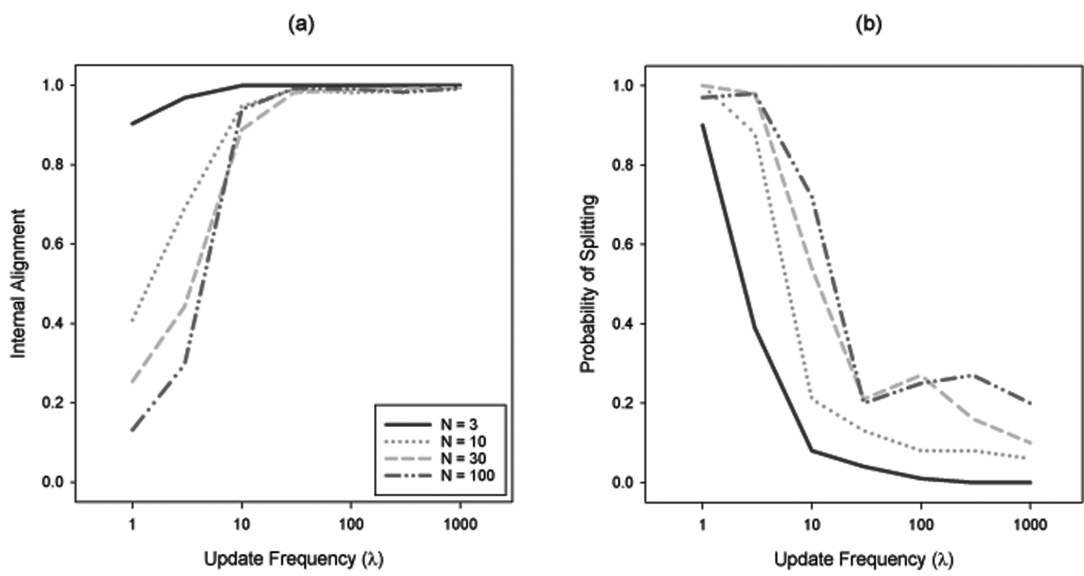 (a)
(b)
Internal Alignment
1.0
0.8
0.6
0.4
0.2
0.0
N = 3
N = 10
N = 30
N = 100
1 10 100 1000
Update Frequency (λ)
Probability of Splitting
1.0
0.8
0.6
0.4
0.2
0.0
1 10 100 1000
Update Frequency (λ)